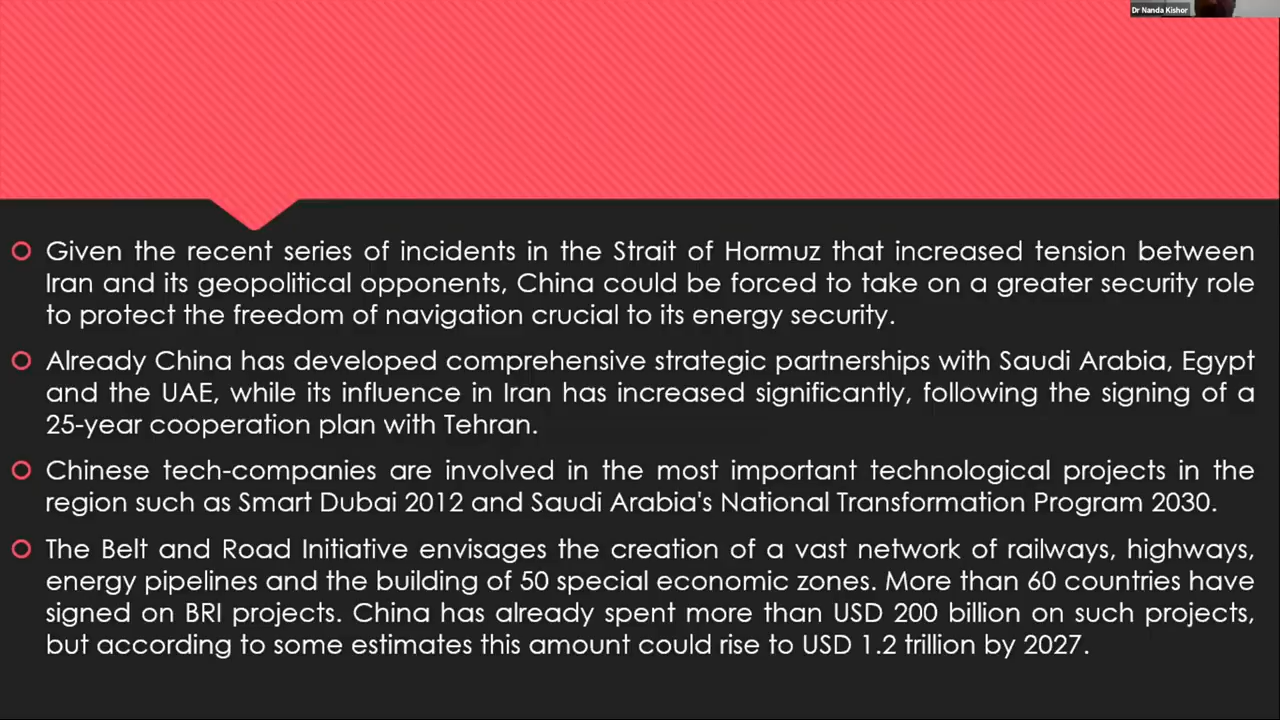 Dr Nanda Kishor
Given the recent series of incidents in the Strait of Hormuz that increased tension between
Iran and its geopolitical opponents, China could be forced to take on a greater security role
to protect the freedom of navigation crucial to its energy security.
Already China has developed comprehensive strategic partnerships with Saudi Arabia, Egypt
and the UAE, while its influence in Iran has increased significantly, following the signing of a
25-year cooperation plan with Tehran.
Chinese tech-companies are involved in the most important technological projects in the
region such as Smart Dubai 2012 and Saudi Arabia's National Transformation Program 2030.
The Belt and Road Initiative envisages the creation of a vast network of railways, highways,
energy pipelines and the building of 50 special economic zones. More than 60 countries have
signed on BRI projects. China has already spent more than USD 200 billion on such projects,
but according to some estimates this amount could rise to USD 1.2 trillion by 2027.